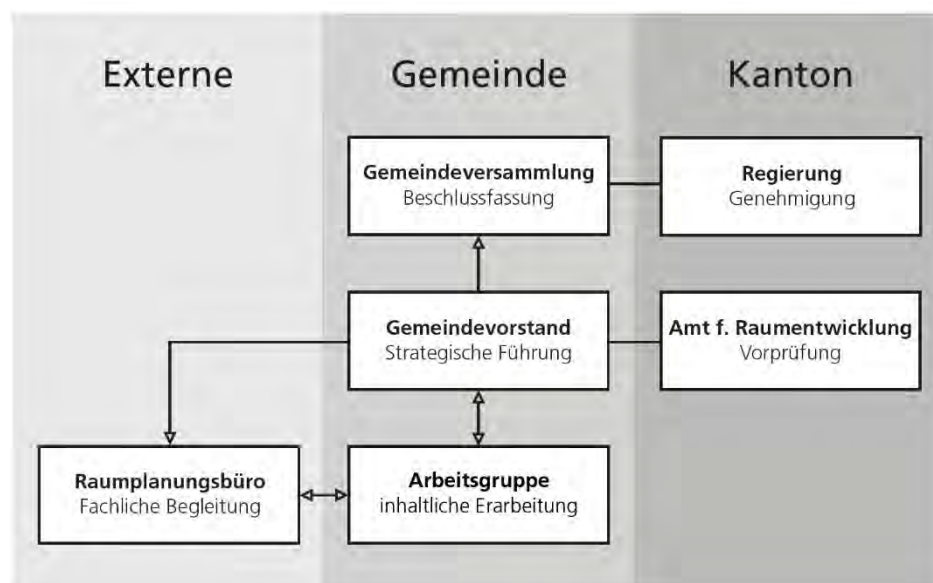 Externe
Gemeinde
Kanton
Gemeindeversammlung
Beschlussfassung
Regierung
Genehmigung
Gemeindevorstand
Strategische Führung
Amt f. Raumentwicklung
Vorprüfung
Raumplanungsbüro
Fachliche Begleitung
Arbeitsgruppe
inhaltliche Erarbeitung